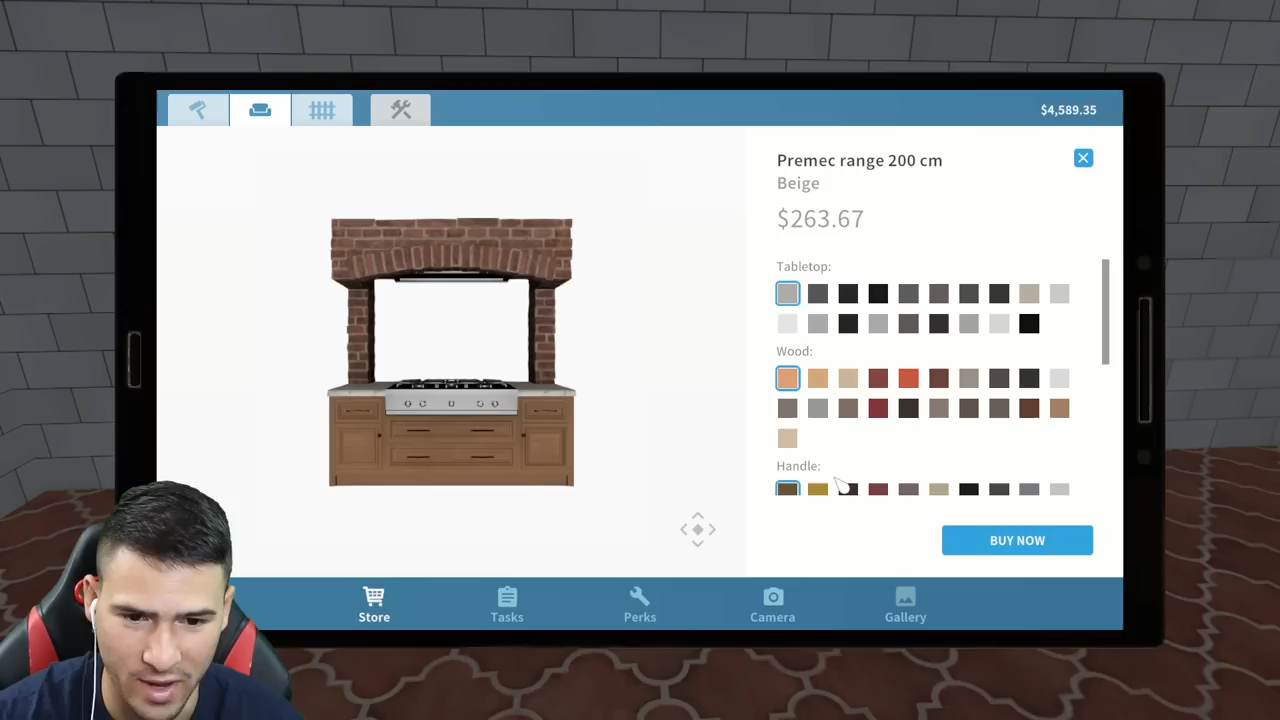 $4,589.35
Premec range 200 cm
Beige
$263.67
Tabletop:
Wood:
Handle:
BUY NOW
Store
Tasks
Perks
Camera
Gallery